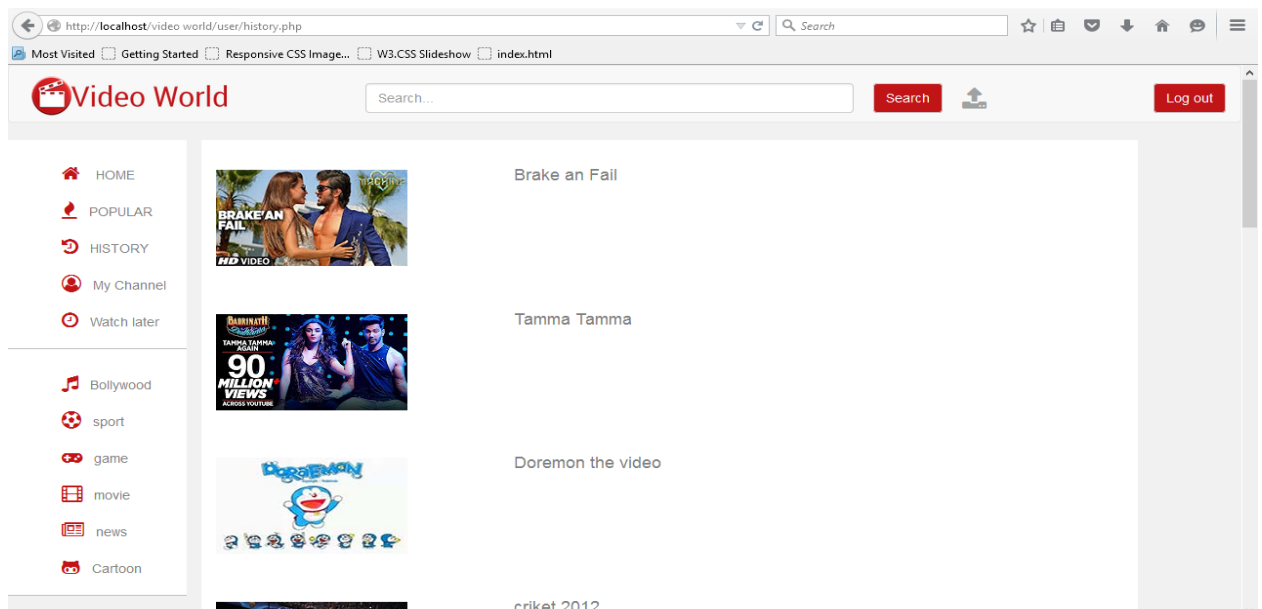 http://localhost/video world/user/history.php
Search
Most Visited Getting Started Responsive CSS Image... W3.CSS Slideshow index.html
Video World
Search...
Search
Log out
HOME
POPULAR
HISTORY
My Channel
Watch later
Bollywood
sport
game
movie
news
Cartoon
MACHINE
BRAKE'AN
FAIL
HD VIDEO
Brake an Fail
BADRINATH
TAMMA TAMMA
AGAIN
90
MILLION+
VIEWS
ACROSS YOUTUBE
Tamma Tamma
DORAEMON
Doremon the video
criket 2012